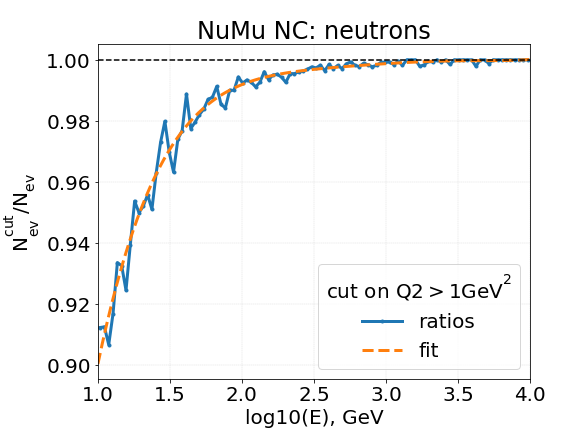 NuMu NC: neutrons
1.00
0.98
0.96
0.94
0.92
0.90
N^cut_ev/N_ev
cut on Q2 > 1GeV^2
ratios
fit
1.0 1.5 2.0 2.5 3.0 3.5 4.0
log10(E), GeV